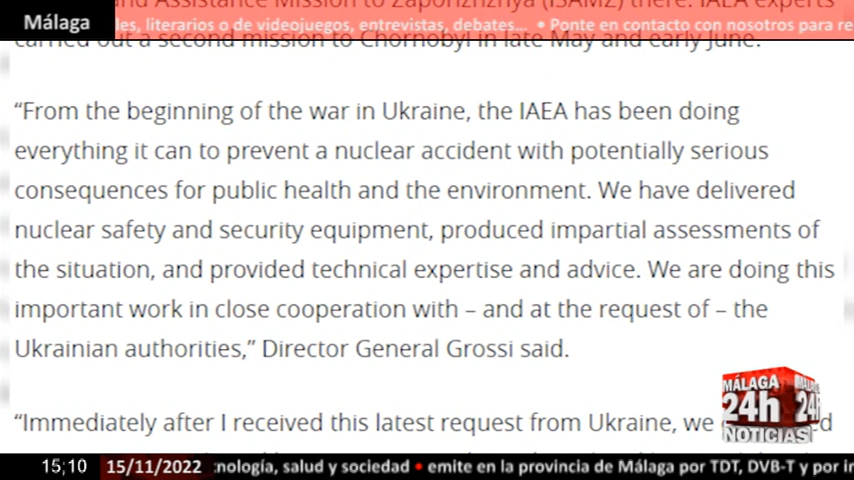 and Assistance Mission to Zaporizhzhya (ISAMZ) there. IAEA experts
Málaga
les, literarios o de videojuegos, entrevistas, debates... • Ponte en contacto con nosotros para re
carried out a second mission to Chornobyl in late May and early June.
“From the beginning of the war in Ukraine, the IAEA has been doing
everything it can to prevent a nuclear accident with potentially serious
consequences for public health and the environment. We have delivered
nuclear safety and security equipment, produced impartial assessments of
the situation, and provided technical expertise and advice. We are doing this
important work in close cooperation with – and at the request of – the
Ukrainian authorities,” Director General Grossi said.
“Immediately after I received this latest request from Ukraine, we
MÁLAGA
24h
NOTICIAS
15:10 15/11/2022 nología, salud y sociedad • emite en la provincia de Málaga por TDT, DVB-T y por in